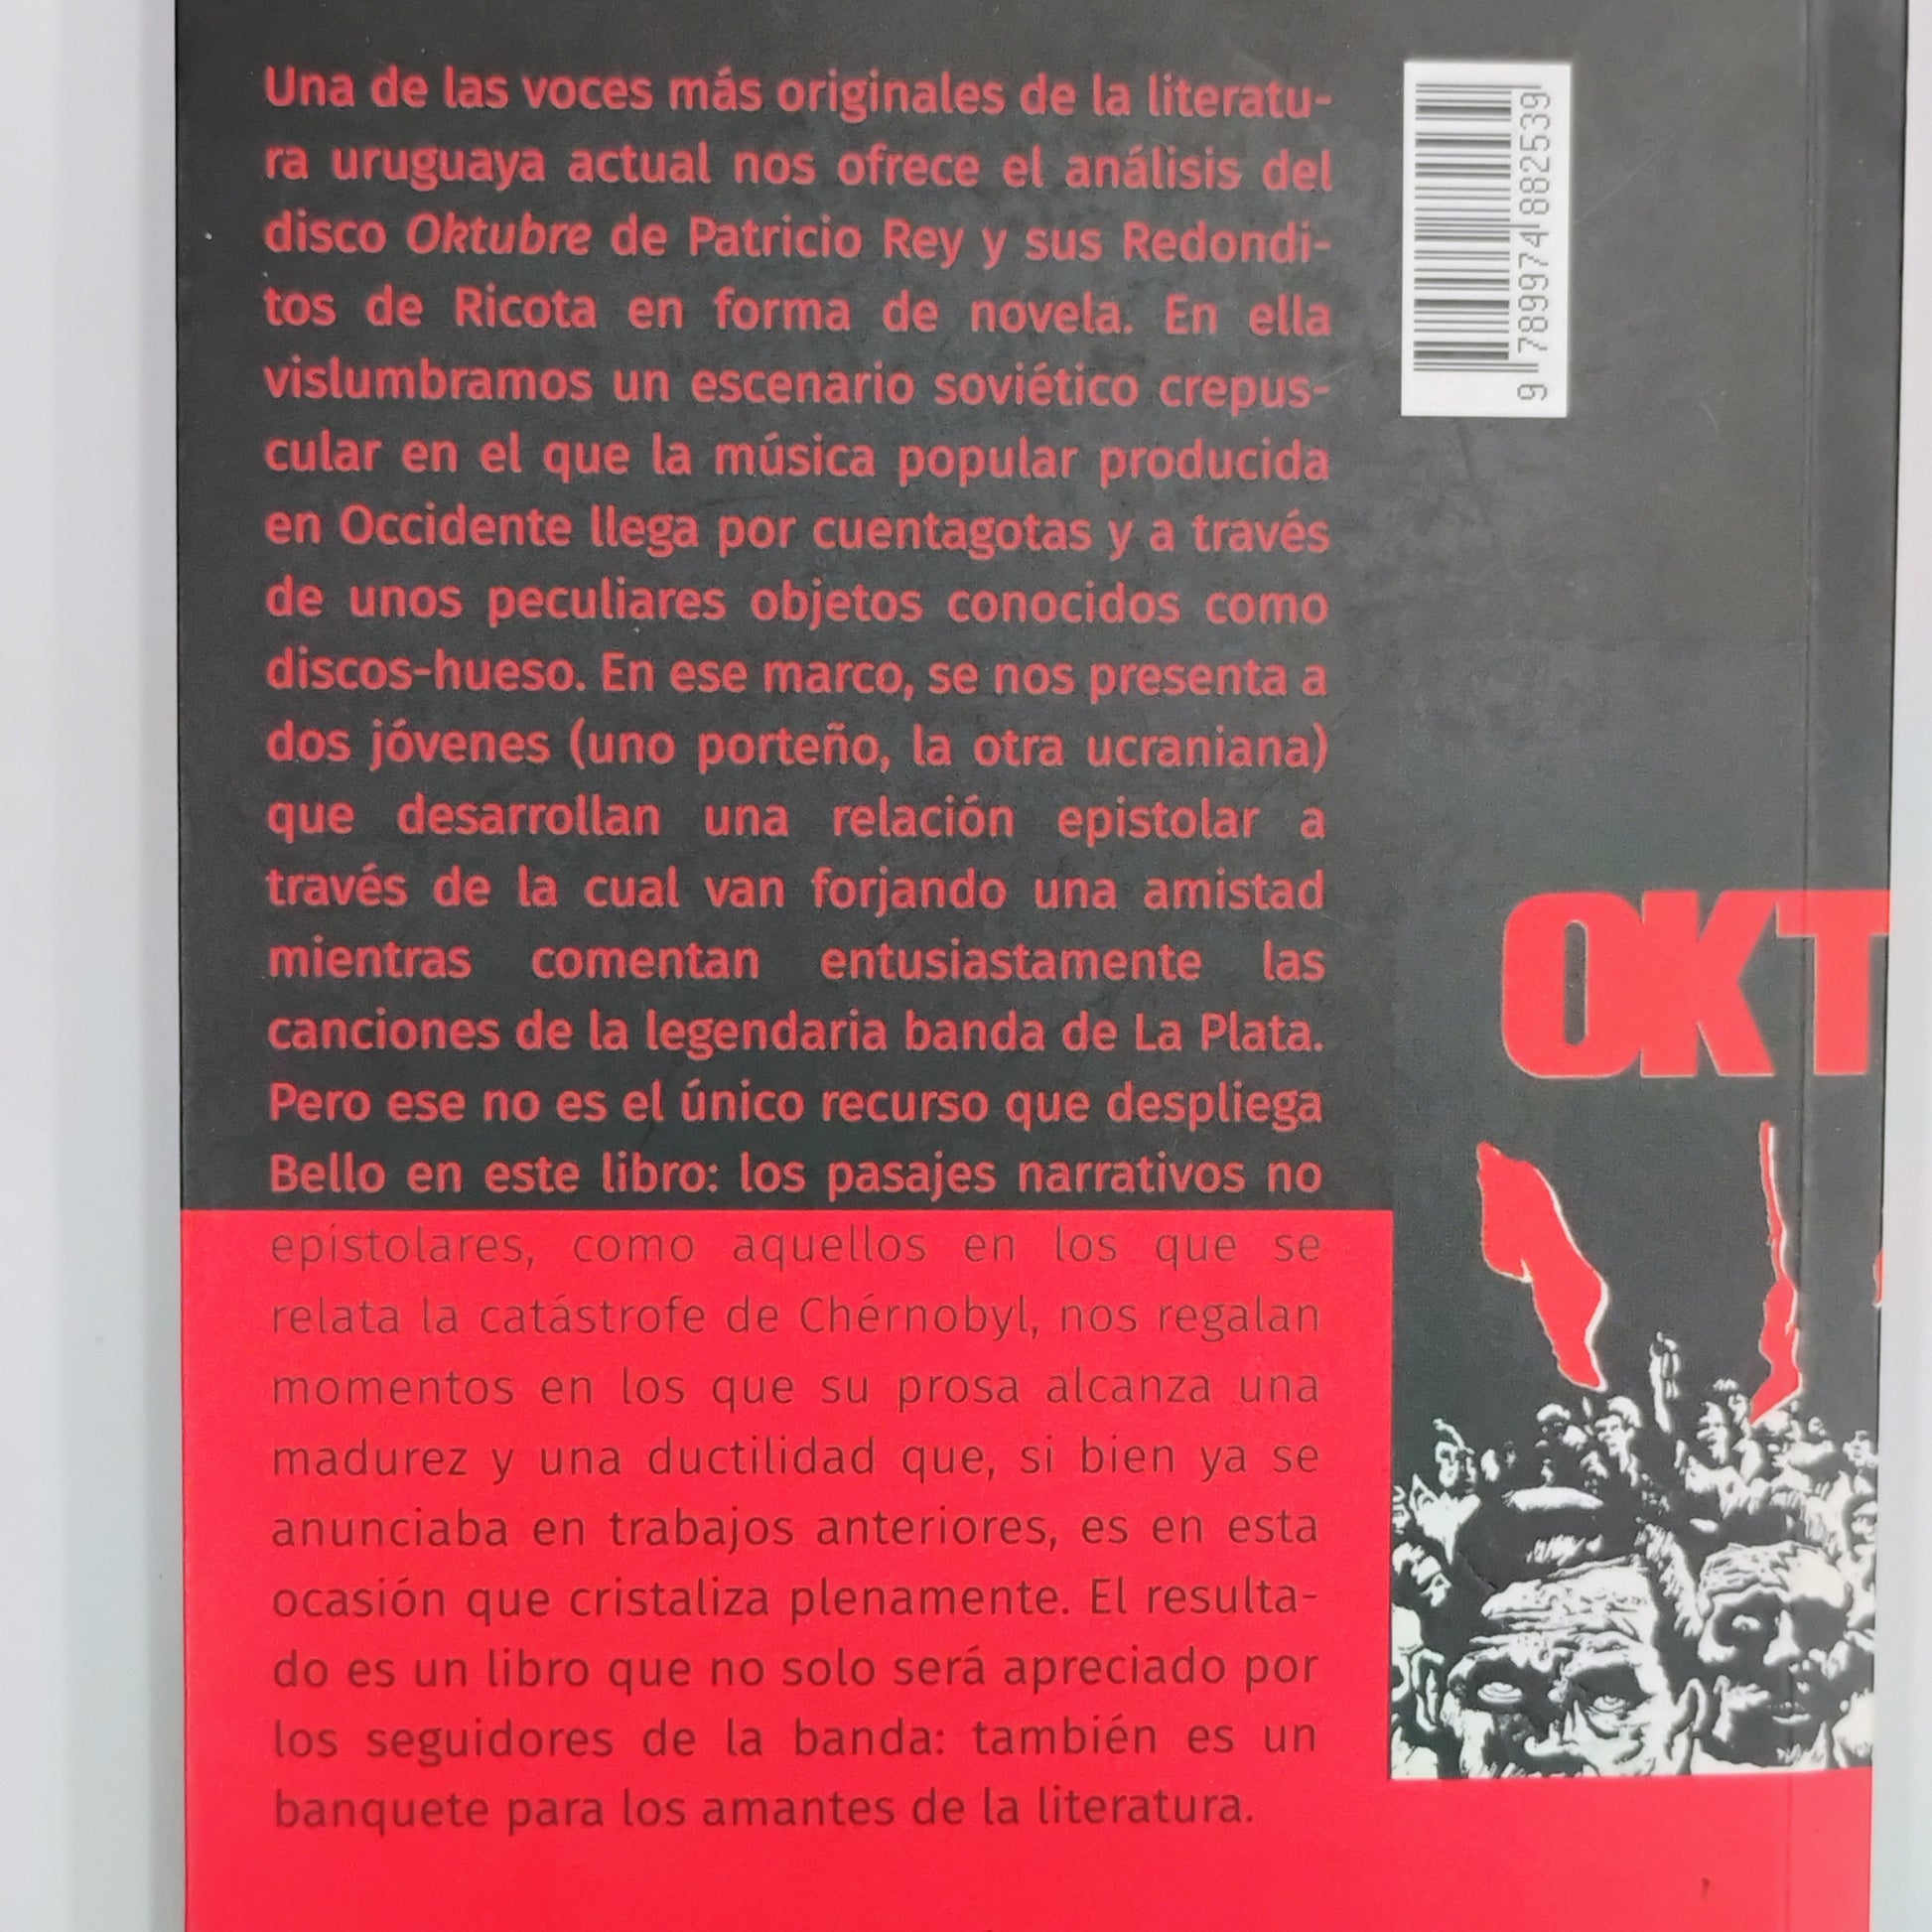 Una de las voces más originales de la literatu-
ra uruguaya actual nos ofrece el análisis del
disco Oktubre de Patricio Rey y sus Redondi-
tos de Ricota en forma de novela. En ella
vislumbramos un escenario soviético crepus-
cular en el que la música popular producida
en Occidente llega por cuentagotas y a través
de unos peculiares objetos conocidos como
discos-hueso. En ese marco, se nos presenta a
dos jóvenes (uno porteño, la otra ucraniana)
que desarrollan una relación epistolar a
través de la cual van forjando una amistad
mientras comentan entusiastamente las
canciones de la legendaria banda de La Plata.
Pero ese no es el único recurso que despliega
Bello en este libro: los pasajes narrativos no
epistolares, como aquellos en los que se
relata la catástrofe de Chérnobyl, nos regalan
momentos en los que su prosa alcanza una
madurez y una ductilidad que, si bien ya se
anunciaba en trabajos anteriores, es en esta
ocasión que cristaliza plenamente. El resulta-
do es un libro que no solo será apreciado por
los seguidores de la banda: también es un
banquete para los amantes de la literatura.
9 789974 882539
OKT